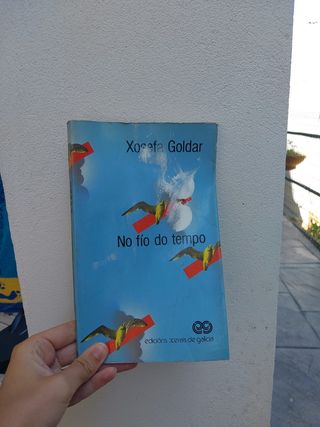 Xosefa Goldar
No fío do tempo
edicións xerais de galicia